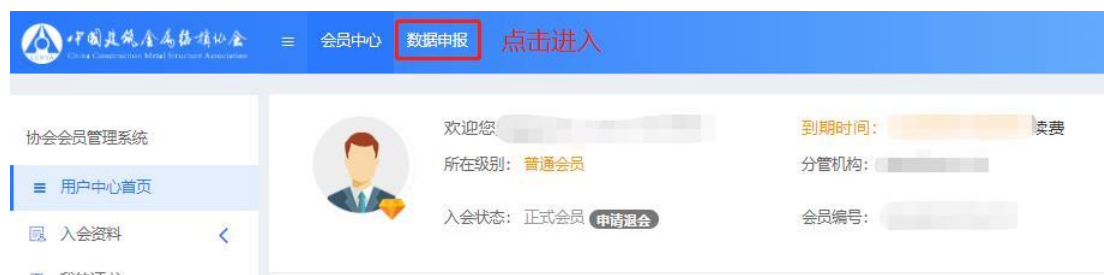 中国建筑金属结构协会
China Construction Metal Structure Association
≡ 会员中心 数据申报 点击进入
协会会员管理系统
用户中心首页
入会资料
欢迎您
到期时间: 续费
所在级别: 普通会员
分管机构:
入会状态: 正式会员 申请退会
会员编号: